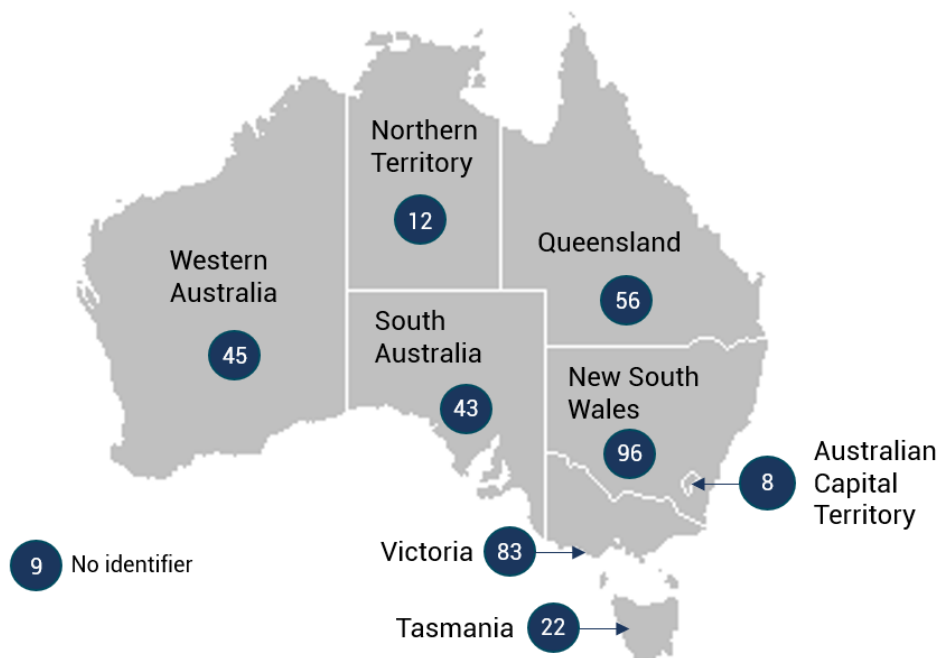 Northern
Territory
12
Queensland
56
Western
Australia
45
South
Australia
43
New South
Wales
96
Australian
Capital
Territory
8
Victoria
83
9
No identifier
Tasmania
22